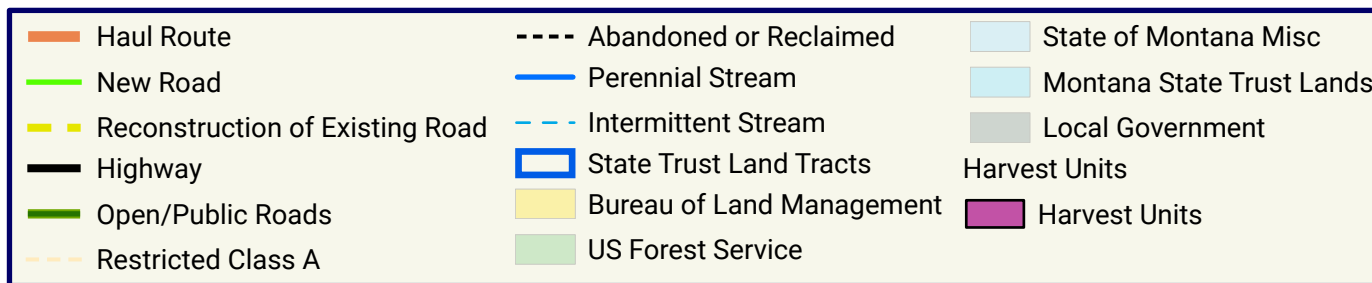 Haul Route
New Road
Reconstruction of Existing Road
Highway
Open/Public Roads
Restricted Class A
Abandoned or Reclaimed
Perennial Stream
Intermittent Stream
State Trust Land Tracts
Bureau of Land Management
US Forest Service
State of Montana Misc
Montana State Trust Lands
Local Government
Harvest Units
Harvest Units